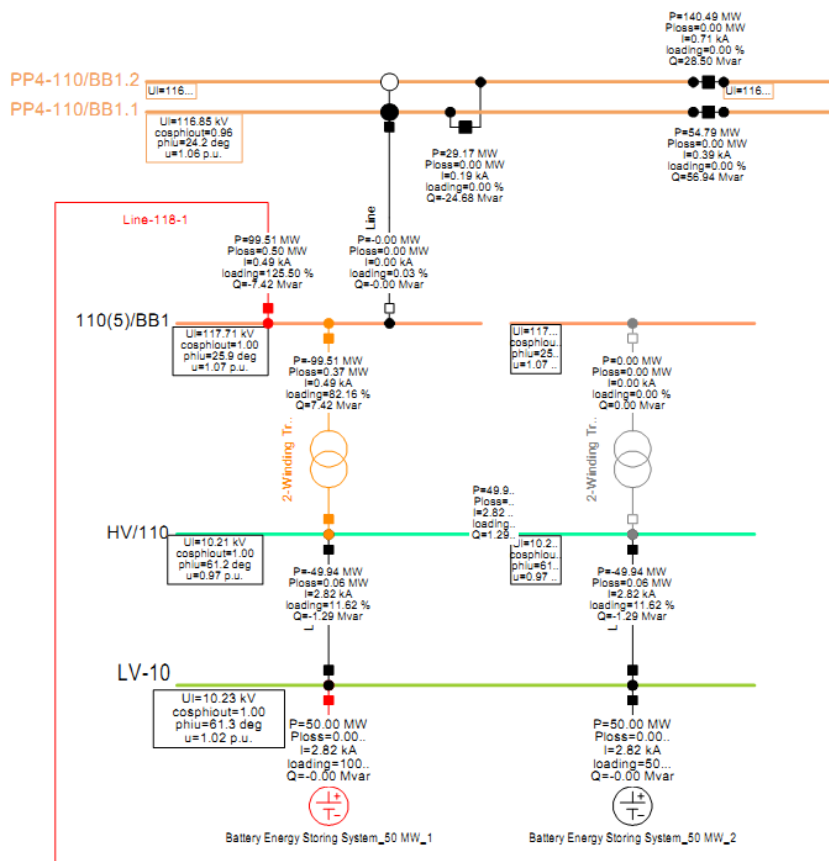 P=140.49 MW
Ploss=0.00 MW
I=0.71 kA
loading=0.00 %
Q=28.50 Mvar
PP4-110/BB1.2
Ul=116...
Ul=116...
PP4-110/BB1.1
Ul=116.85 kV
cosphiout=0.96
phiu=24.2 deg
u=1.06 p.u.
P=29.17 MW
Ploss=0.00 MW
I=0.19 kA
loading=0.00 %
Q=-24.68 Mvar
P=54.79 MW
Ploss=0.00 MW
I=0.39 kA
loading=0.00 %
Q=56.94 Mvar
Line-118-1
Line
P=99.51 MW
Ploss=0.50 MW
I=0.49 kA
loading=125.50 %
Q=-7.42 Mvar
P=-0.00 MW
Ploss=0.00 MW
I=0.00 kA
loading=0.03 %
Q=-0.00 Mvar
110(5)/BB1
Ul=117.71 kV
cosphiout=1.00
phiu=25.9 deg
u=1.07 p.u.
Ul=117...
cosphiou..
phiu=25..
u=1.07 ..
P=-99.51 MW
Ploss=0.37 MW
I=0.49 kA
loading=82.16 %
Q=7.42 Mvar
P=0.00 MW
Ploss=0.00 MW
I=0.00 kA
loading=0.00 %
Q=0.00 Mvar
2-Winding Tr..
2-Winding Tr..
P=49.9..
Ploss=..
I=2.82 ..
loading..
Q=1.29..
HV/110
Ul=10.21 kV
cosphiout=1.00
phiu=61.2 deg
u=0.97 p.u.
Ul=10.2..
cosphiou..
phiu=61..
u=0.97 ..
P=-49.94 MW
Ploss=0.06 MW
I=2.82 kA
loading=11.62 %
Q=-1.29 Mvar
P=-49.94 MW
Ploss=0.06 MW
I=2.82 kA
loading=11.62 %
Q=-1.29 Mvar
LV-10
Ul=10.23 kV
cosphiout=1.00
phiu=61.3 deg
u=1.02 p.u.
P=50.00 MW
Ploss=0.00..
I=2.82 kA
loading=100...
Q=-0.00 Mvar
P=50.00 MW
Ploss=0.00..
I=2.82 kA
loading=50...
Q=-0.00 Mvar
Battery Energy Storing System_50 MW_1
Battery Energy Storing System_50 MW_2